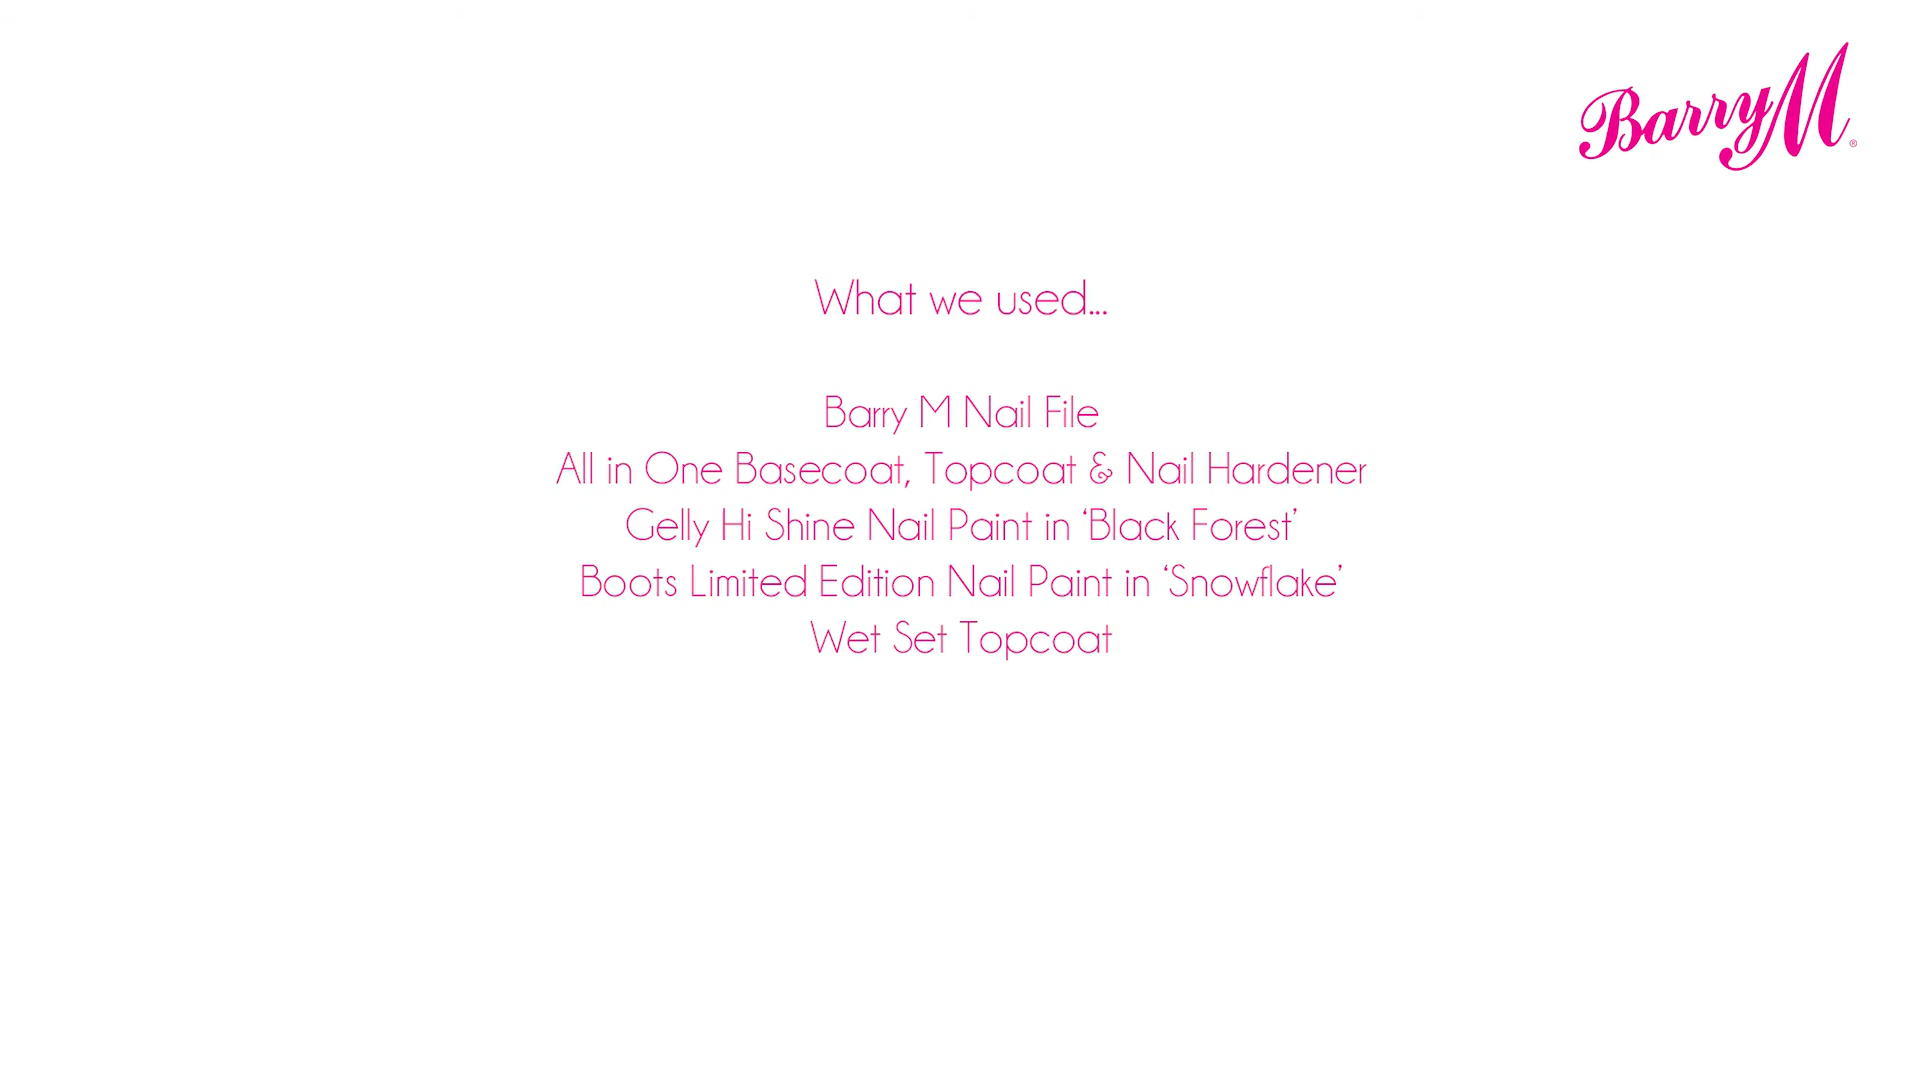 Barry M®
What we used...
Barry M Nail File
All in One Basecoat, Topcoat & Nail Hardener
Gelly Hi Shine Nail Paint in ‘Black Forest’
Boots Limited Edition Nail Paint in ‘Snowflake’
Wet Set Topcoat